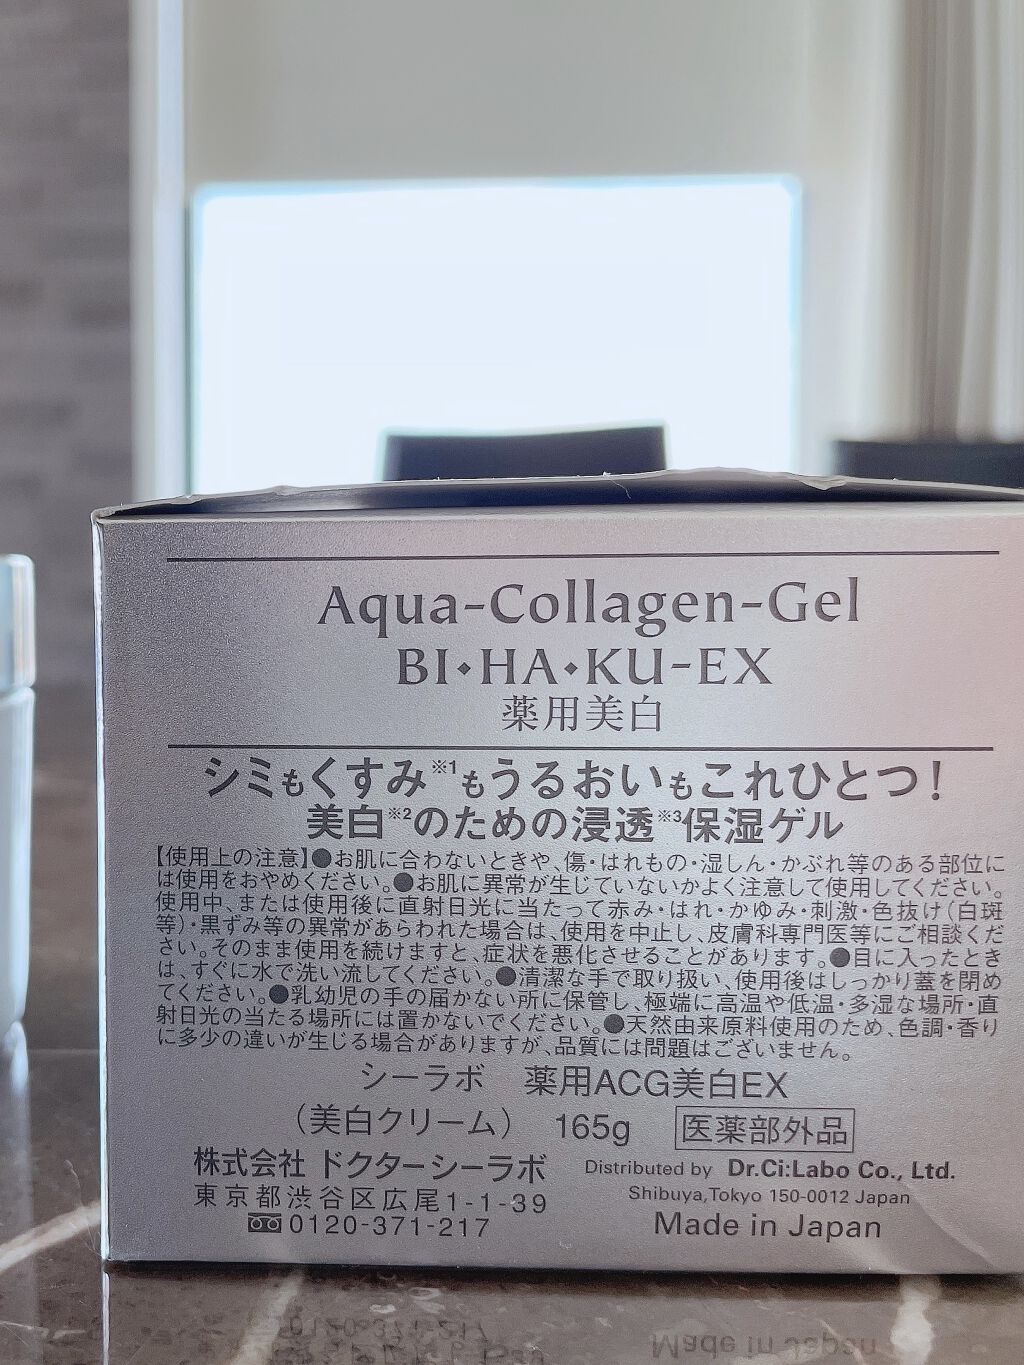 Aqua-Collagen-Gel
BI・HA・KU-EX
薬用美白
シミもくすみ※1もうるおいもこれひとつ!
美白※2のための浸透※3保湿ゲル
【使用上の注意】●お肌に合わないときや、傷・はれもの・湿しん・かぶれ等のある部位に
は使用をおやめください。●お肌に異常が生じていないかよく注意して使用してください。
使用中、または使用後に直射日光に当たって赤み・はれ・かゆみ・刺激・色抜け(白斑
等)・黒ずみ等の異常があらわれた場合は、使用を中止し、皮膚科専門医等にご相談くだ
さい。そのまま使用を続けますと、症状を悪化させることがあります。●目に入ったとき
は、すぐに水で洗い流してください。●清潔な手で取り扱い、使用後はしっかり蓋を閉め
てください。●乳幼児の手の届かない所に保管し、極端に高温や低温・多湿な場所・直
射日光の当たる場所には置かないでください。●天然由来原料使用のため、色調・香り
に多少の違いが生じる場合がありますが、品質には問題はございません。
シーラボ 薬用ACG美白EX
(美白クリーム) 165g 医薬部外品
株式会社 ドクターシーラボ
東京都渋谷区広尾1-1-39
0120-371-217
Distributed by Dr.Ci:Labo Co., Ltd.
Shibuya,Tokyo 150-0012 Japan
Made in Japan